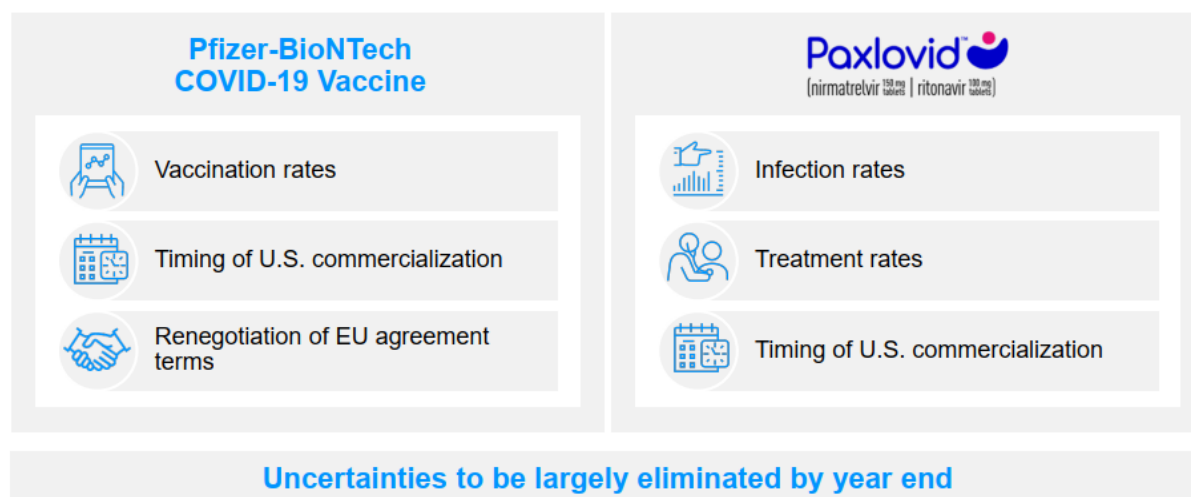 Pfizer-BioNTech
COVID-19 Vaccine
Vaccination rates
Timing of U.S. commercialization
Renegotiation of EU agreement
terms
Paxlovid™
(nirmatrelvir 150 mg tablets | ritonavir 100 mg tablets)
Infection rates
Treatment rates
Timing of U.S. commercialization
Uncertainties to be largely eliminated by year end